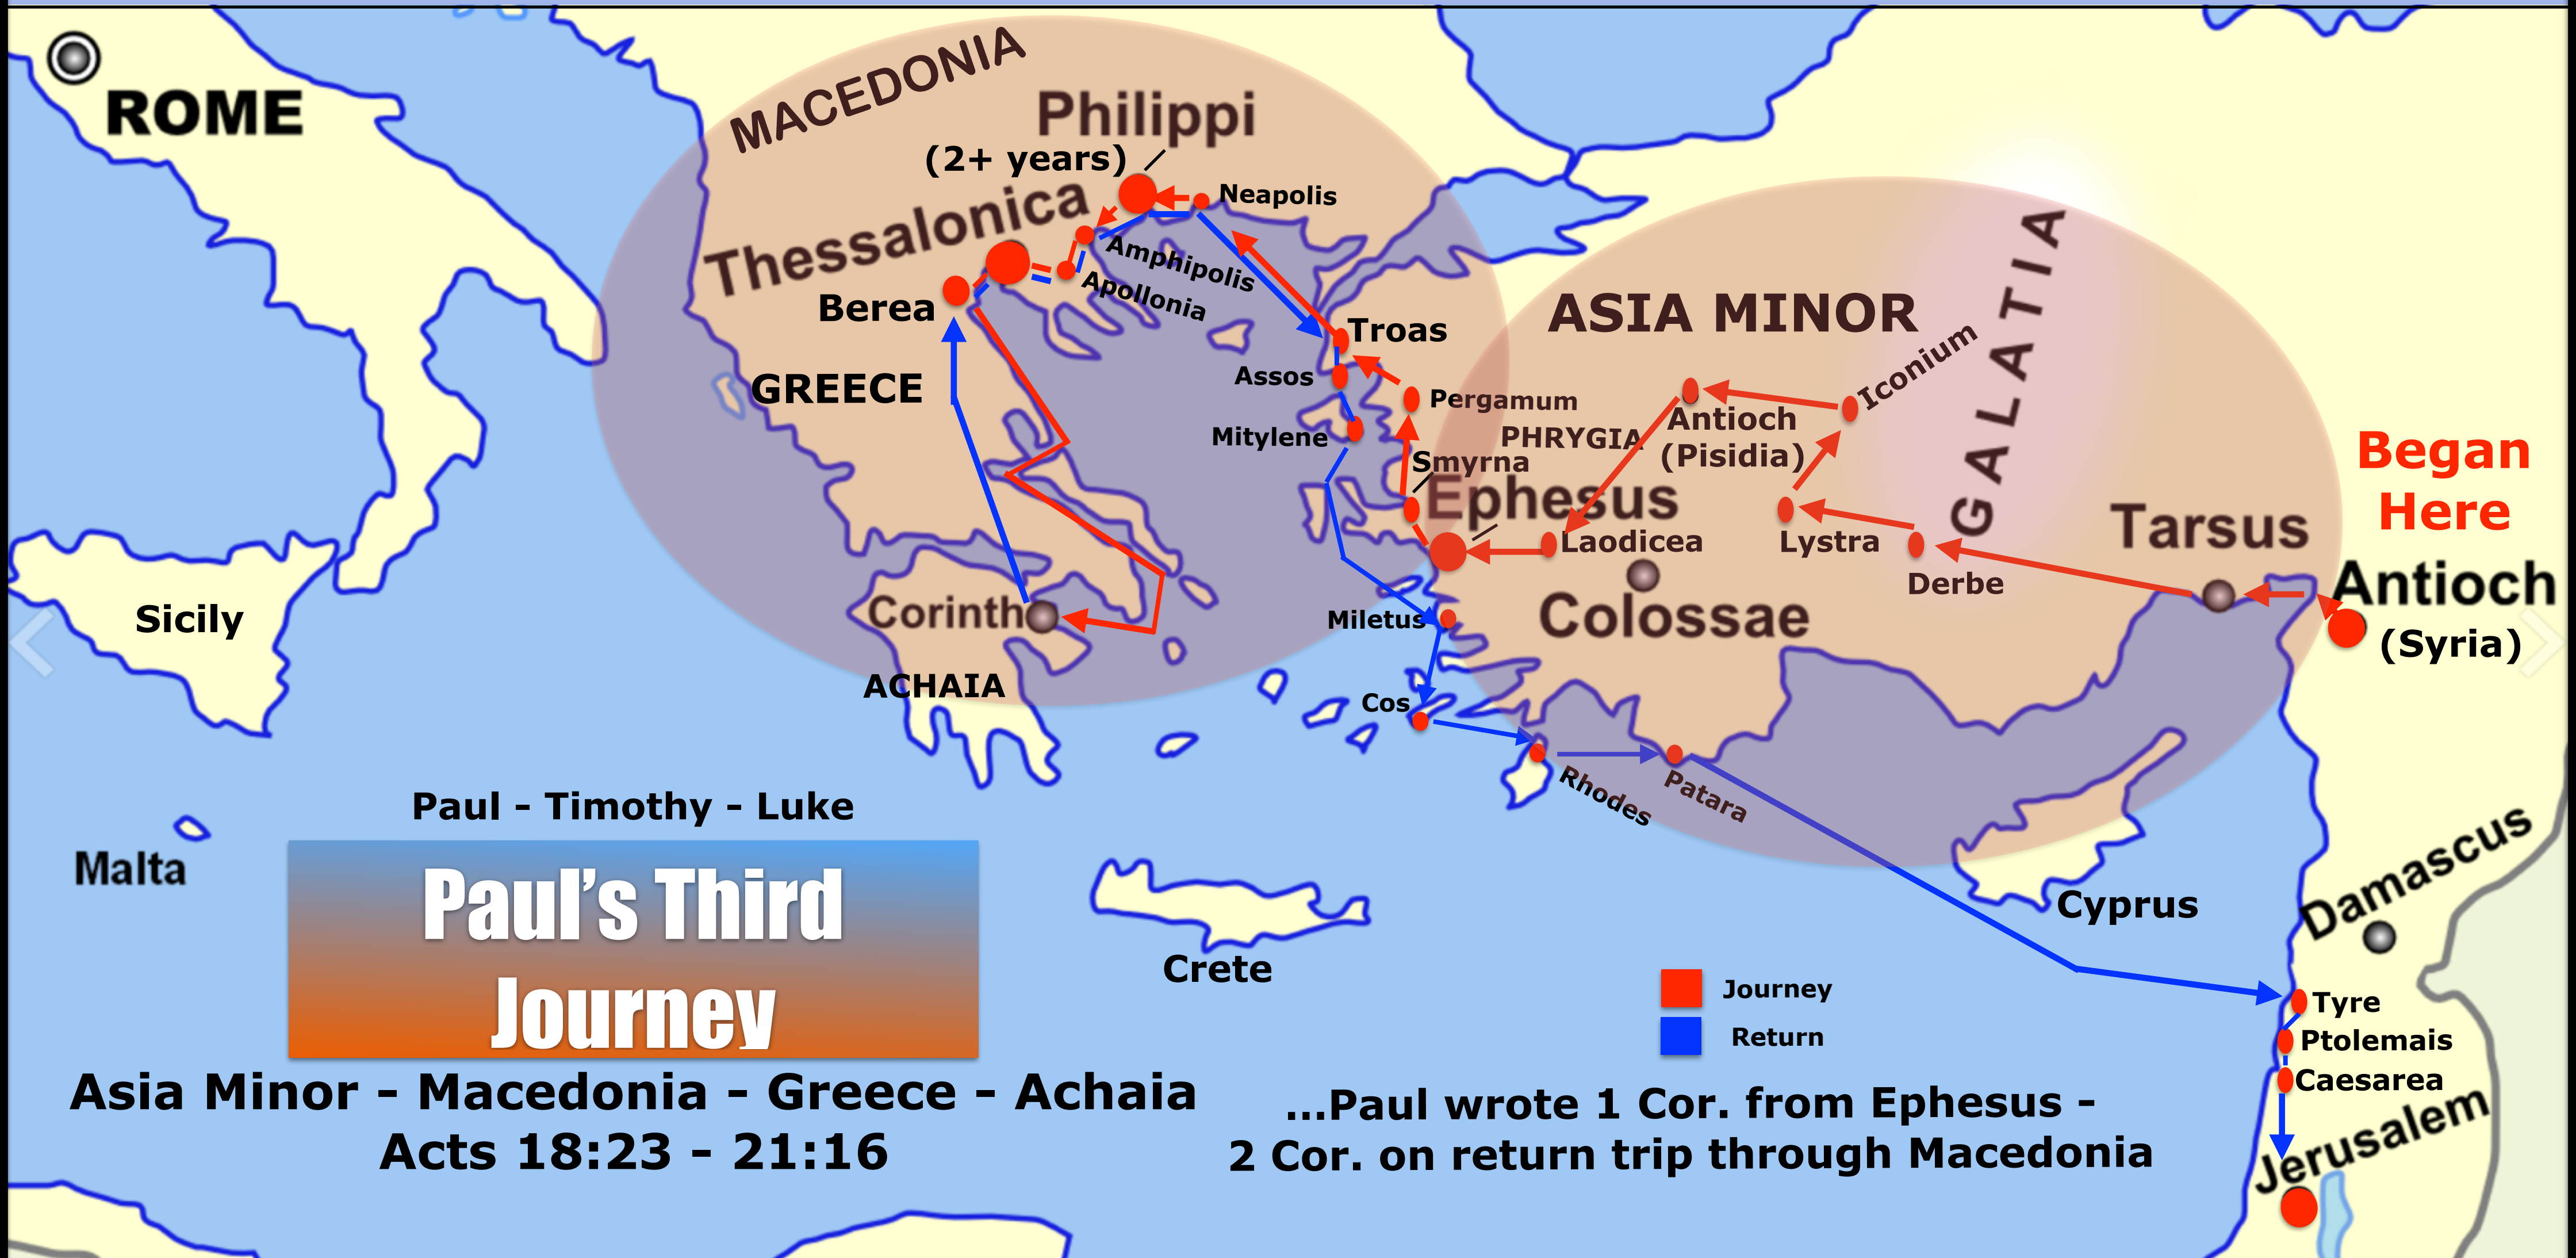 ROME
MACEDONIA
Philippi
(2+ years)
Neapolis
Thessalonica
Amphipolis
Apollonia
Berea
GREECE
Troas
Assos
Mitylene
Pergamum
PHRYGIA
Smyrna
Ephesus
ASIA MINOR
Iconium
Antioch
(Pisidia)
GALATIA
Laodicea
Lystra
Derbe
Colossae
Tarsus
Began
Here
Antioch
(Syria)
Sicily
Corinth
ACHAIA
Miletus
Cos
Rhodes
Patara
Malta
Crete
Cyprus
Damascus
Tyre
Ptolemais
Caesarea
Jerusalem
Paul - Timothy - Luke
Paul’s Third
Journey
Asia Minor - Macedonia - Greece - Achaia
Acts 18:23 - 21:16
Journey
Return
...Paul wrote 1 Cor. from Ephesus -
2 Cor. on return trip through Macedonia